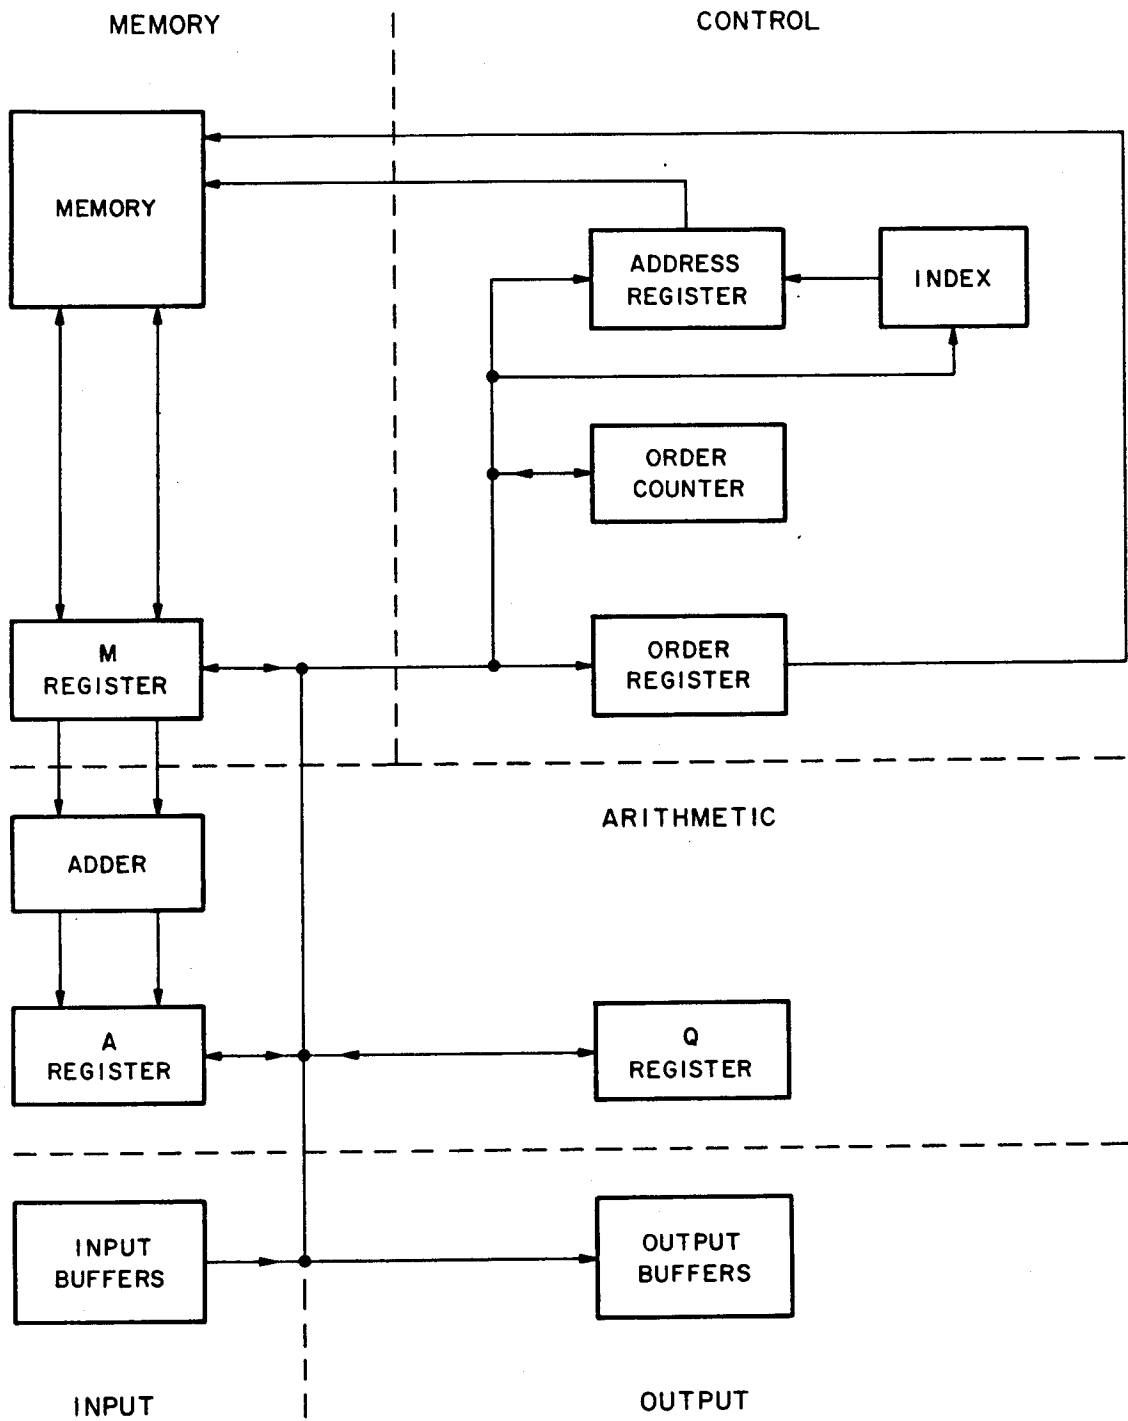 MEMORY
CONTROL
MEMORY
ADDRESS
REGISTER
INDEX
ORDER
COUNTER
M
REGISTER
ORDER
REGISTER
ARITHMETIC
ADDER
A
REGISTER
Q
REGISTER
INPUT
BUFFERS
OUTPUT
BUFFERS
INPUT
OUTPUT